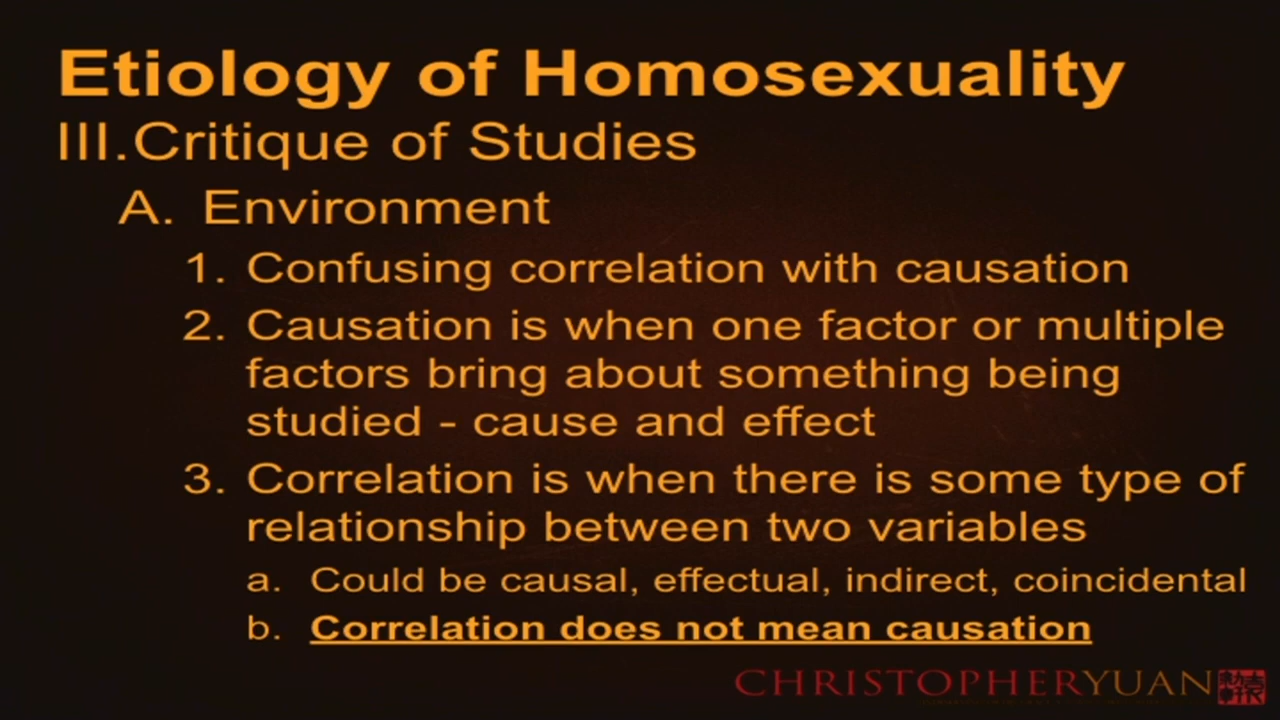 Etiology of Homosexuality
III. Critique of Studies
A. Environment
1. Confusing correlation with causation
2. Causation is when one factor or multiple
factors bring about something being
studied - cause and effect
3. Correlation is when there is some type of
relationship between two variables
a. Could be causal, effectual, indirect, coincidental
b. Correlation does not mean causation
CHRISTOPHERYUAN